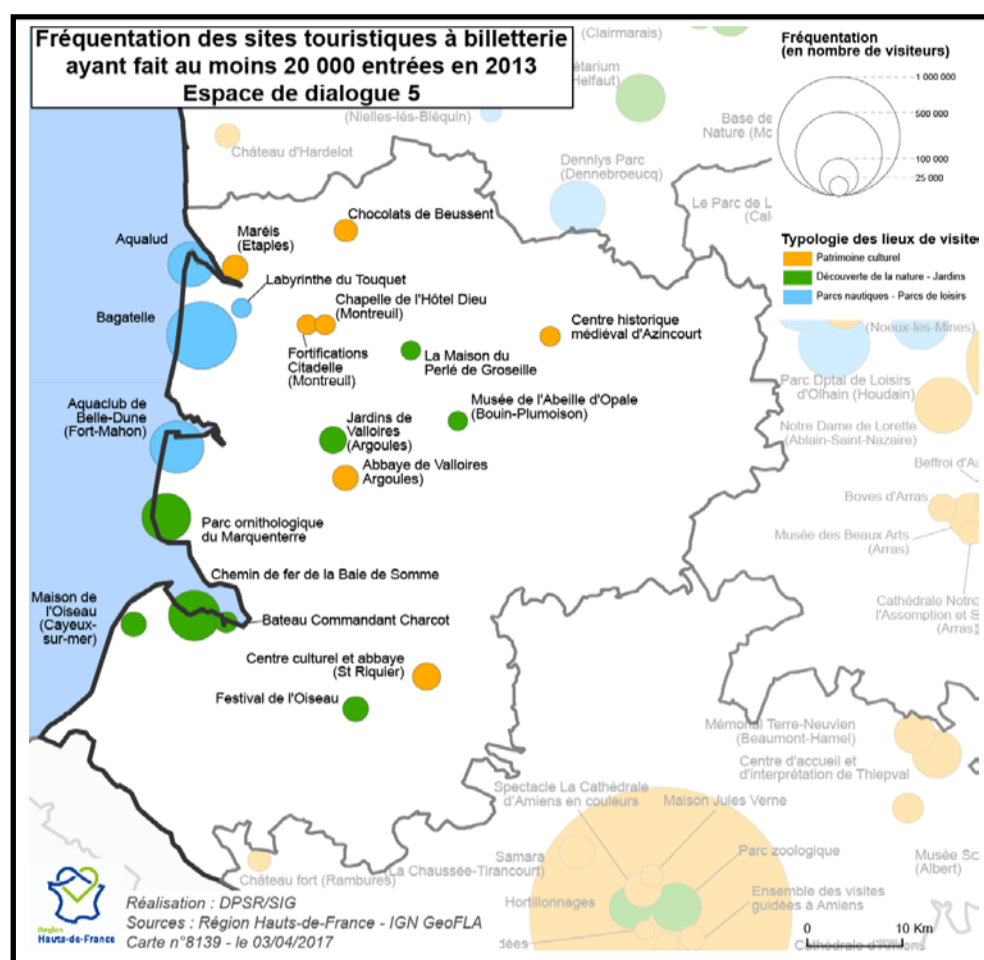 Fréquentation des sites touristiques à billetterie
ayant fait au moins 20 000 entrées en 2013
Espace de dialogue 5
(Clairmarais)
Fréquentation
(en nombre de visiteurs)
1 000 000
500 000
100 000
25 000
Helfaut)
(Nielles-lès-Bléquin)
Base de
Nature
Château d'Hardelot
Dennlys Parc
(Dennebroeucq)
Le Parc de
Typologie des lieux de visite
Patrimoine culturel
Découverte de la nature - Jardins
Parcs nautiques - Parcs de loisirs
Chocolats de Beussent
Aqualud
Maréis
(Etaples)
Labyrinthe du Touquet
Bagatelle
Chapelle de l'Hôtel Dieu
(Montreuil)
Centre historique
médiéval d'Azincourt
Fortifications
Citadelle
(Montreuil)
La Maison du
Perlé de Groseille
(Noeux-les-Mines)
Parc Dptal de Loisirs
d'Olhain (Houdain)
Aquaclub de
Belle-Dune
(Fort-Mahon)
Musée de l'Abeille d'Opale
(Bouin-Plumoison)
Jardins de
Valloires
(Argoules)
Abbaye de Valloires
Argoules)
Notre Dame de Lorette
(Ablain-Saint-Nazaire)
Beffroi
Boves d'Arras
Musée des Beaux Arts
(Arras)
Parc ornithologique
du Marquenterre
Chemin de fer de la Baie de Somme
Maison de
l'Oiseau
(Cayeux-
sur-mer)
Bateau Commandant Charcot
Cathédrale
l'Assomption et
(Arras)
Centre culturel et abbaye
(St Riquier)
Festival de l'Oiseau
Mémorial Terre-Neuvien
(Beaumont-Hamel)
Centre d'accueil et
d'interprétation de Thiepval
Spectacle La Cathédrale
d'Amiens en couleurs
Maison Jules Verne
Samara
(La Chaussée-Tirancourt)
Parc zoologique
Musée
(Albert)
Château fort (Rambures)
Hortillonnages
Ensemble des visites
guidées à Amiens
Cathédrale d'Amiens
0 10 Km
Région
Hauts-de-France
Réalisation : DPSR/SIG
Sources : Région Hauts-de-France - IGN GeoFLA
Carte n°8139 - le 03/04/2017